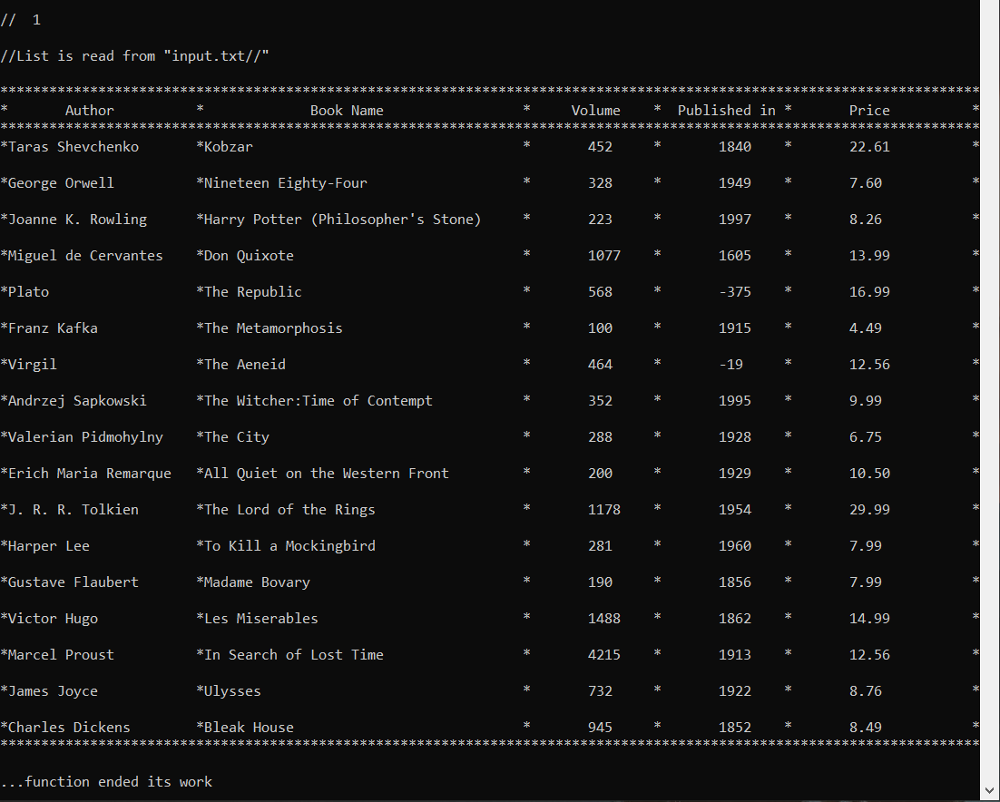 //  1
//List is read from "input.txt//"
************************************************************************************************************************
*       Author          *             Book Name                 *     Volume    *  Published in *       Price          *
************************************************************************************************************************
*Taras Shevchenko       *Kobzar                                 *       452     *       1840    *       22.61          *
*George Orwell          *Nineteen Eighty-Four                   *       328     *       1949    *       7.60           *
*Joanne K. Rowling      *Harry Potter (Philosopher's Stone)     *       223     *       1997    *       8.26           *
*Miguel de Cervantes    *Don Quixote                            *       1077    *       1605    *       13.99          *
*Plato                  *The Republic                           *       568     *       -375    *       16.99          *
*Franz Kafka            *The Metamorphosis                      *       100     *       1915    *       4.49           *
*Virgil                 *The Aeneid                             *       464     *       -19     *       12.56          *
*Andrzej Sapkowski      *The Witcher:Time of Contempt           *       352     *       1995    *       9.99           *
*Valerian Pidmohylny    *The City                               *       288     *       1928    *       6.75           *
*Erich Maria Remarque   *All Quiet on the Western Front         *       200     *       1929    *       10.50          *
*J. R. R. Tolkien       *The Lord of the Rings                  *       1178    *       1954    *       29.99          *
*Harper Lee             *To Kill a Mockingbird                  *       281     *       1960    *       7.99           *
*Gustave Flaubert       *Madame Bovary                          *       190     *       1856    *       7.99           *
*Victor Hugo            *Les Miserables                         *       1488    *       1862    *       14.99          *
*Marcel Proust          *In Search of Lost Time                 *       4215    *       1913    *       12.56          *
*James Joyce            *Ulysses                                *       732     *       1922    *       8.76           *
*Charles Dickens        *Bleak House                            *       945     *       1852    *       8.49           *
************************************************************************************************************************
...function ended its work